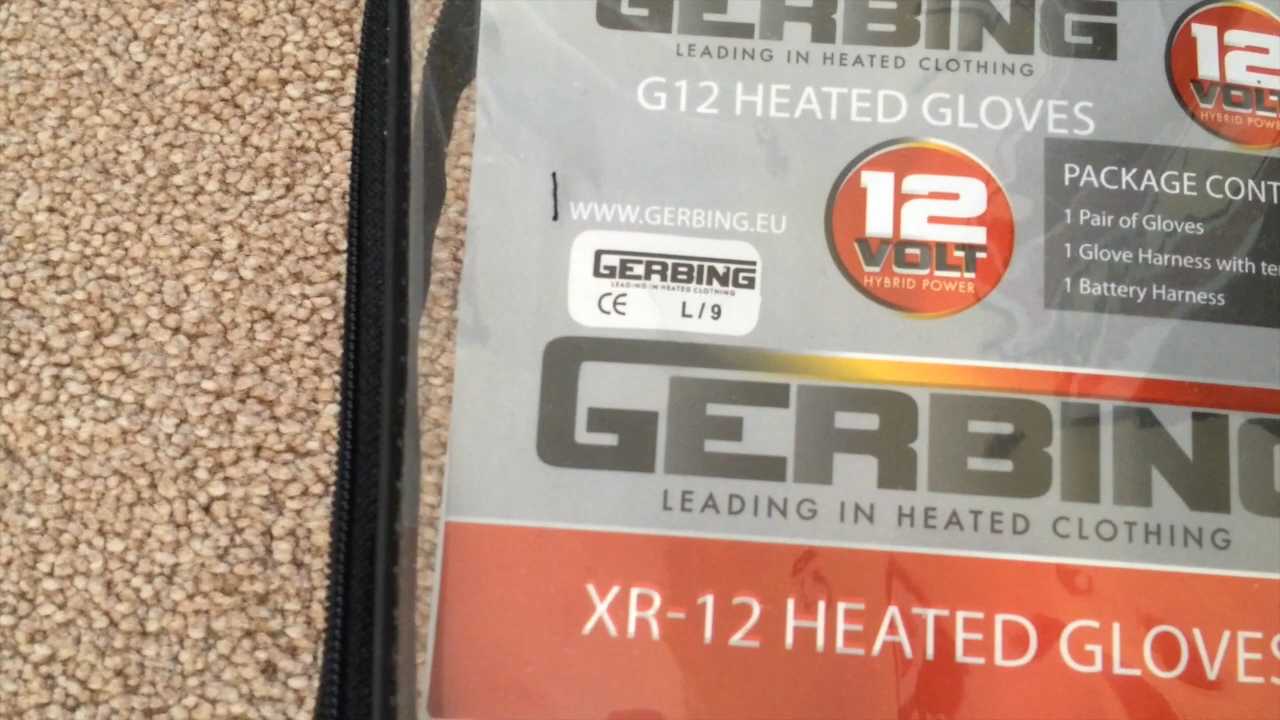 GERBING
LEADING IN HEATED CLOTHING
G12 HEATED GLOVES
12
VOLT
HYBRID POWER
12
VOLT
HYBRID POWER
PACKAGE CONT
1 Pair of Gloves
1 Glove Harness with te
1 Battery Harness
WWW.GERBING.EU
GERBING
LEADING IN HEATED CLOTHING
CE L/9
GERBING
LEADING IN HEATED CLOTHING
XR-12 HEATED GLOVES